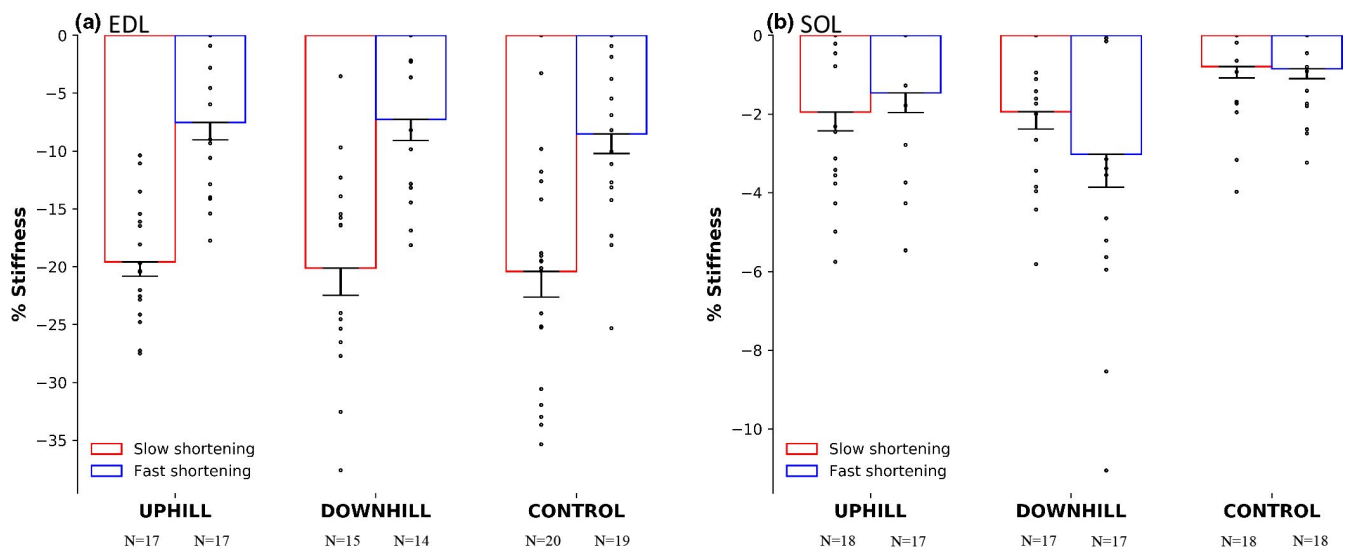 (a) EDL
0
−5
−10
−15
−20
−25
−30
−35
% Stiffness
Slow shortening
Fast shortening
UPHILL DOWNHILL CONTROL
N=17 N=17 N=15 N=14 N=20 N=19
(b) SOL
0
−2
−4
−6
−8
−10
% Stiffness
Slow shortening
Fast shortening
UPHILL DOWNHILL CONTROL
N=18 N=17 N=17 N=17 N=18 N=18